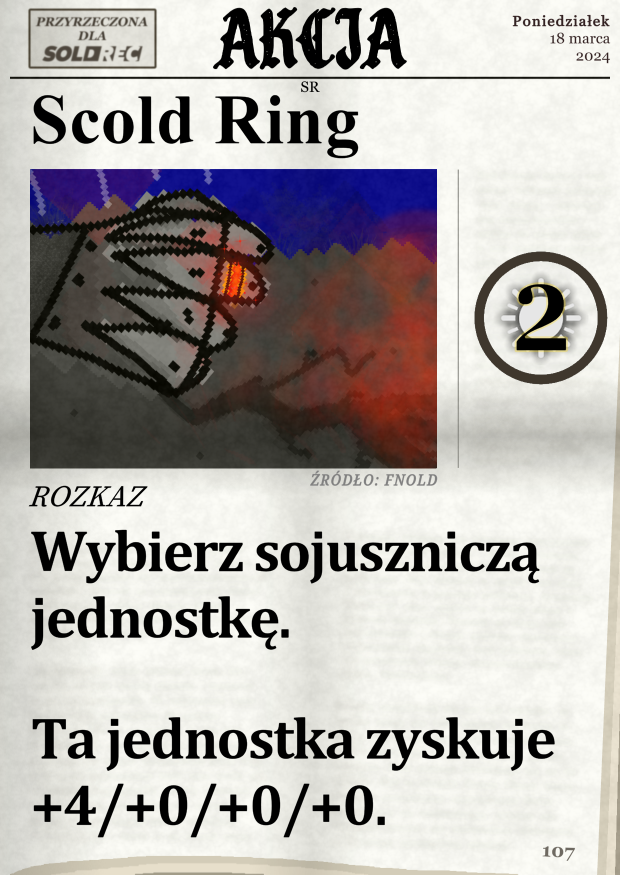 PRZYRZECZONA
DLA
SOLDREC
AKCJA
Poniedziałek
18 marca
2024
SR
Scold Ring
2
ŹRÓDŁO: FNOLD
ROZKAZ
Wybierz sojuszniczą
jednostkę.
Ta jednostka zyskuje
+4/+0/+0/+0.
107